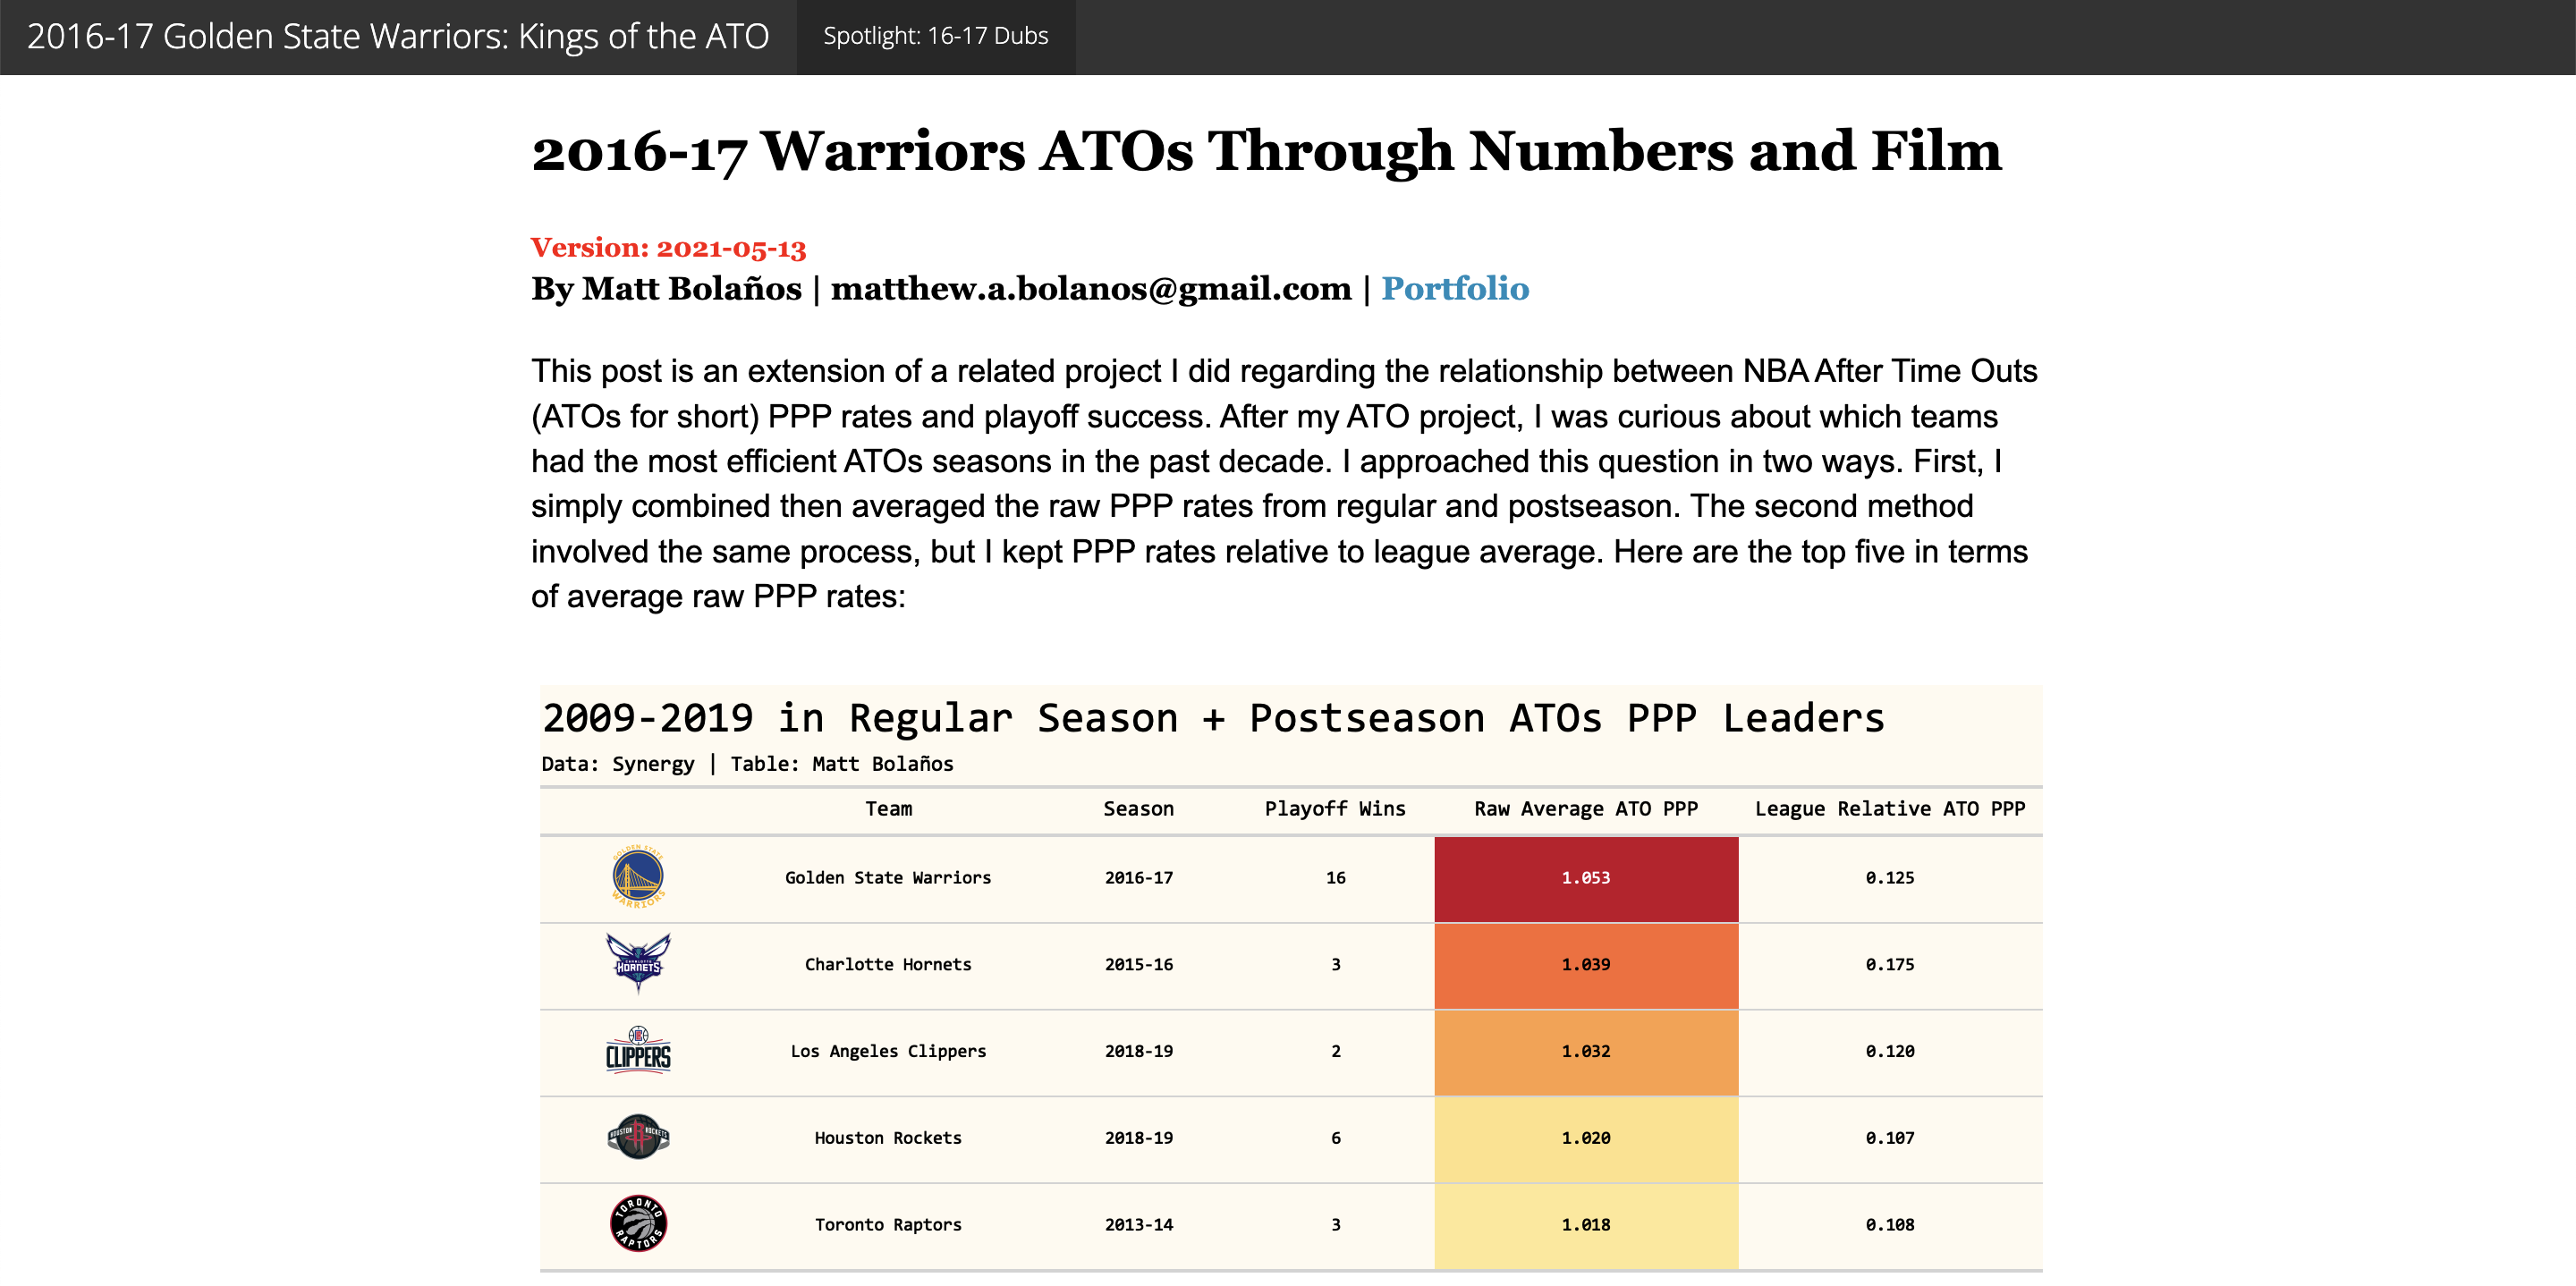 2016-17 Golden State Warriors: Kings of the ATO Spotlight: 16-17 Dubs
2016-17 Warriors ATOs Through Numbers and Film
Version: 2021-05-13
By Matt Bolaños | matthew.a.bolanos@gmail.com | Portfolio
This post is an extension of a related project I did regarding the relationship between NBA After Time Outs
(ATOs for short) PPP rates and playoff success. After my ATO project, I was curious about which teams
had the most efficient ATOs seasons in the past decade. I approached this question in two ways. First, I
simply combined then averaged the raw PPP rates from regular and postseason. The second method
involved the same process, but I kept PPP rates relative to league average. Here are the top five in terms
of average raw PPP rates:
2009-2019 in Regular Season + Postseason ATOs PPP Leaders
Data: Synergy | Table: Matt Bolaños
Team Season Playoff Wins Raw Average ATO PPP League Relative ATO PPP
GOLDEN STATE WARRIORS Golden State Warriors 2016-17 16 1.053 0.125
CHARLOTTE HORNETS Charlotte Hornets 2015-16 3 1.039 0.175
CLIPPERS Los Angeles Clippers 2018-19 2 1.032 0.120
HOUSTON ROCKETS Houston Rockets 2018-19 6 1.020 0.107
TORONTO RAPTORS Toronto Raptors 2013-14 3 1.018 0.108